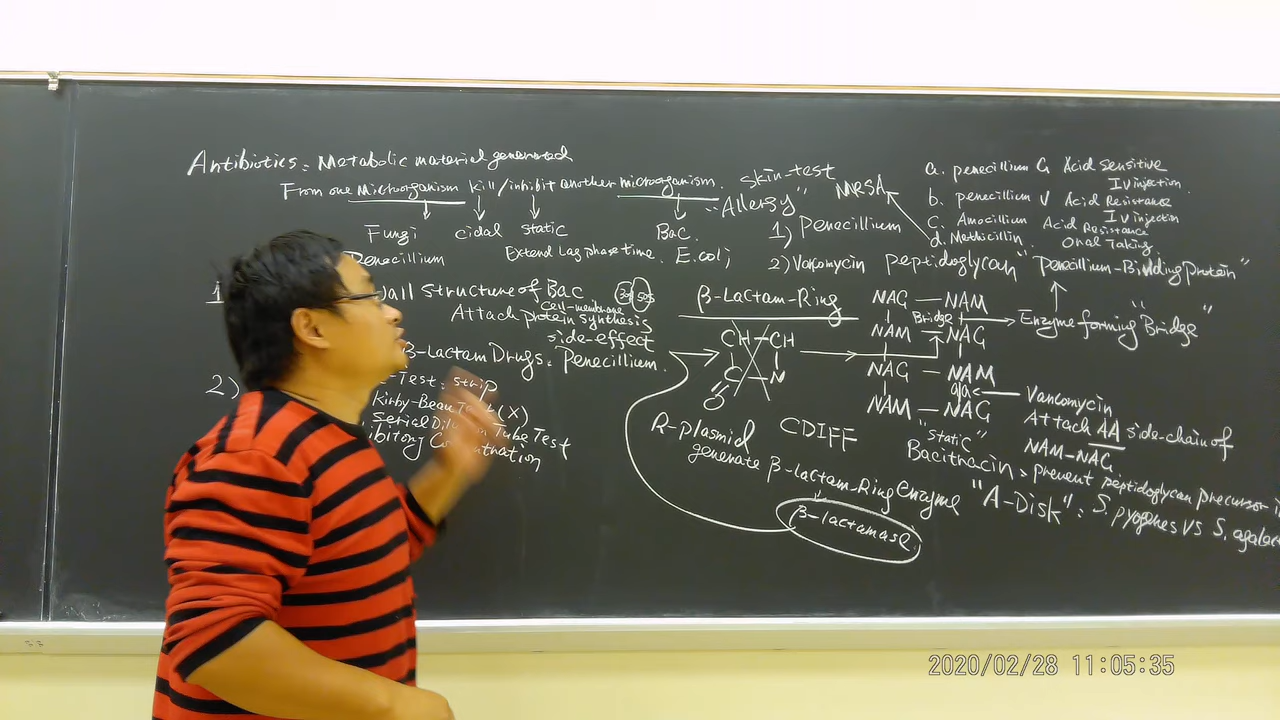 Antibiotics: Metabolic material generated
From one Microorganism kill/inhibit another microorganism.
Fungi cidal static Bac.
Penecillium Extend Lag phase time. E.coli
1
Wall Structure of Bac 30s 50s
cell-membrane
Attach protein synthesis
side-effect
β-Lactam Drugs: Penecillium.
2)
E-Test: strip
Kirby-Beau Test (X)
Serial Dilution Tube Test
ibitory Concentration
skin-test
"Allergy"
1) Penecillium
2) Vancomycin
MRSA
a. penecillium G Acid sensitive
IV injection.
b. penecillium V Acid Resistance
IV injection
c. Amocillium Acid Resistance
d. Methicillin. Oral Taking
peptidoglycan "Penecillium-Binding protein"
β-Lactam-Ring
CH—CH
C N
O
NAG — NAM
Bridge
NAM NAG
NAG NAM
NAM — NAG
Enzyme forming "Bridge"
Vancomycin
Attach AA side-chain of
NAM-NAG
"static"
Bacitracin: prevent peptidoglycan precursor i
"A-Disk": S. pyogenes vs S. agalac
R-plasmid CDIFF
generate β-lactam-Ring Enzyme
β-lactamase
2020/02/28 11:05:35